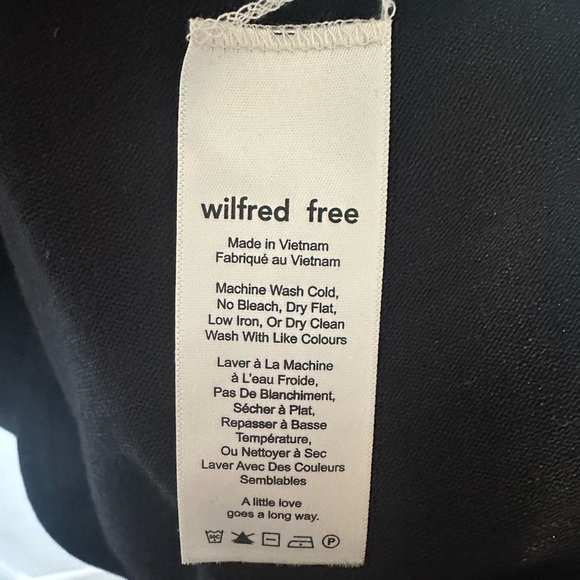 wilfred free
Made in Vietnam
Fabriqué au Vietnam
Machine Wash Cold,
No Bleach, Dry Flat,
Low Iron, Or Dry Clean
Wash With Like Colours
Laver à La Machine
à L'eau Froide,
Pas De Blanchiment,
Sécher à Plat,
Repasser à Basse
Température,
Ou Nettoyer à Sec
Laver Avec Des Couleurs
Semblables
A little love
goes a long way.
P